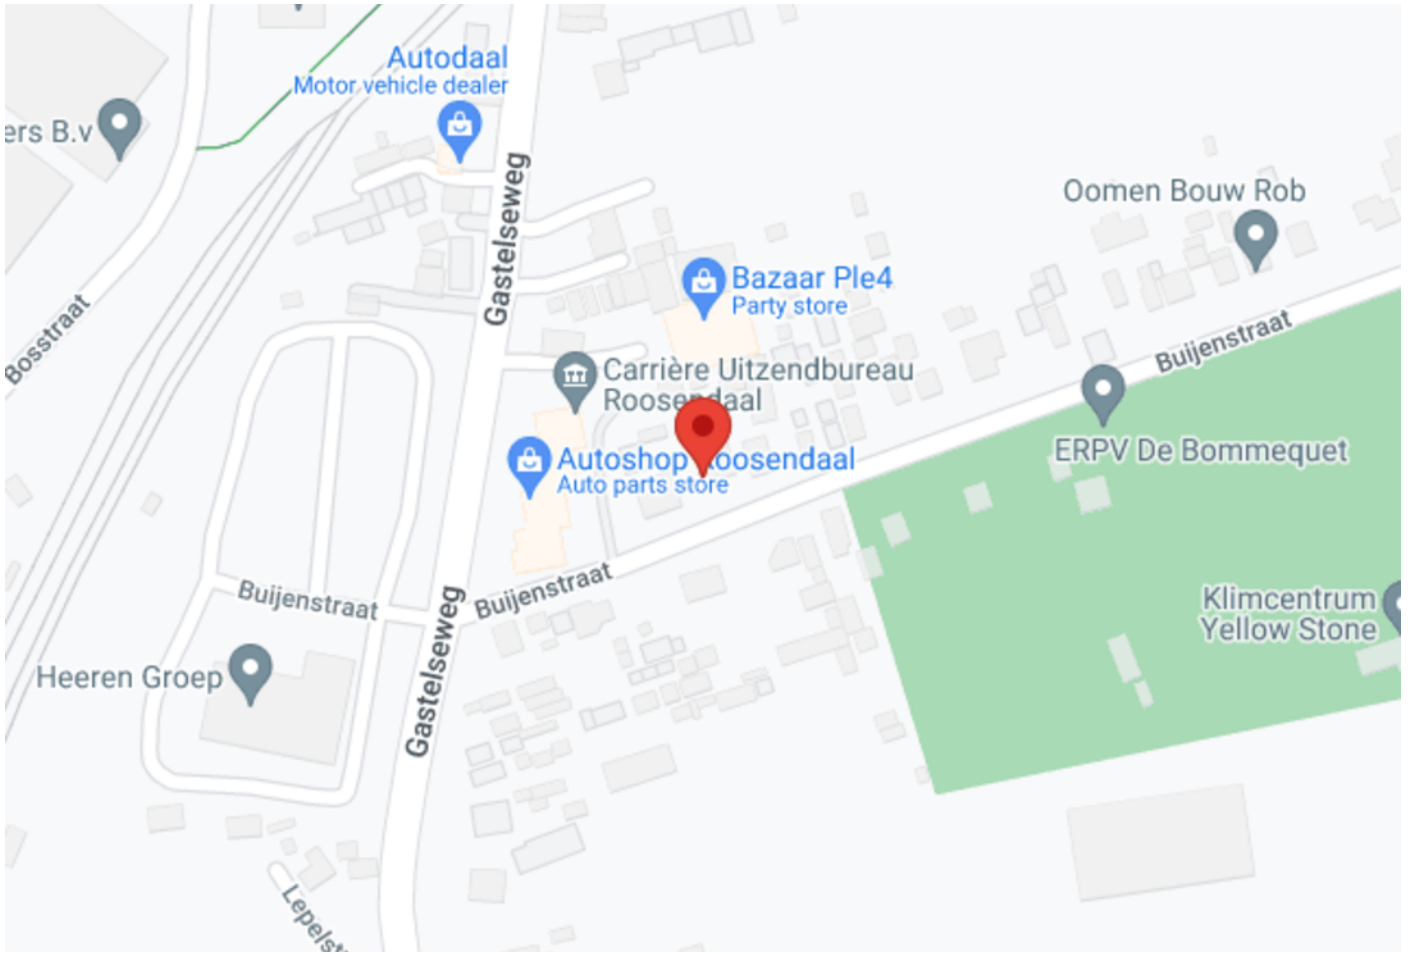 Autodaal
Motor vehicle dealer
ers B.v
Gastelseweg
Oomen Bouw Rob
Bazaar Ple4
Party store
Bosstraat
Buijenstraat
Carrière Uitzendbureau
Roosendaal
ERPV De Bommequet
Autoshop Roosendaal
Auto parts store
Buijenstraat
Buijenstraat
Klimcentrum
Yellow Stone
Gastelseweg
Heeren Groep
Lepelst